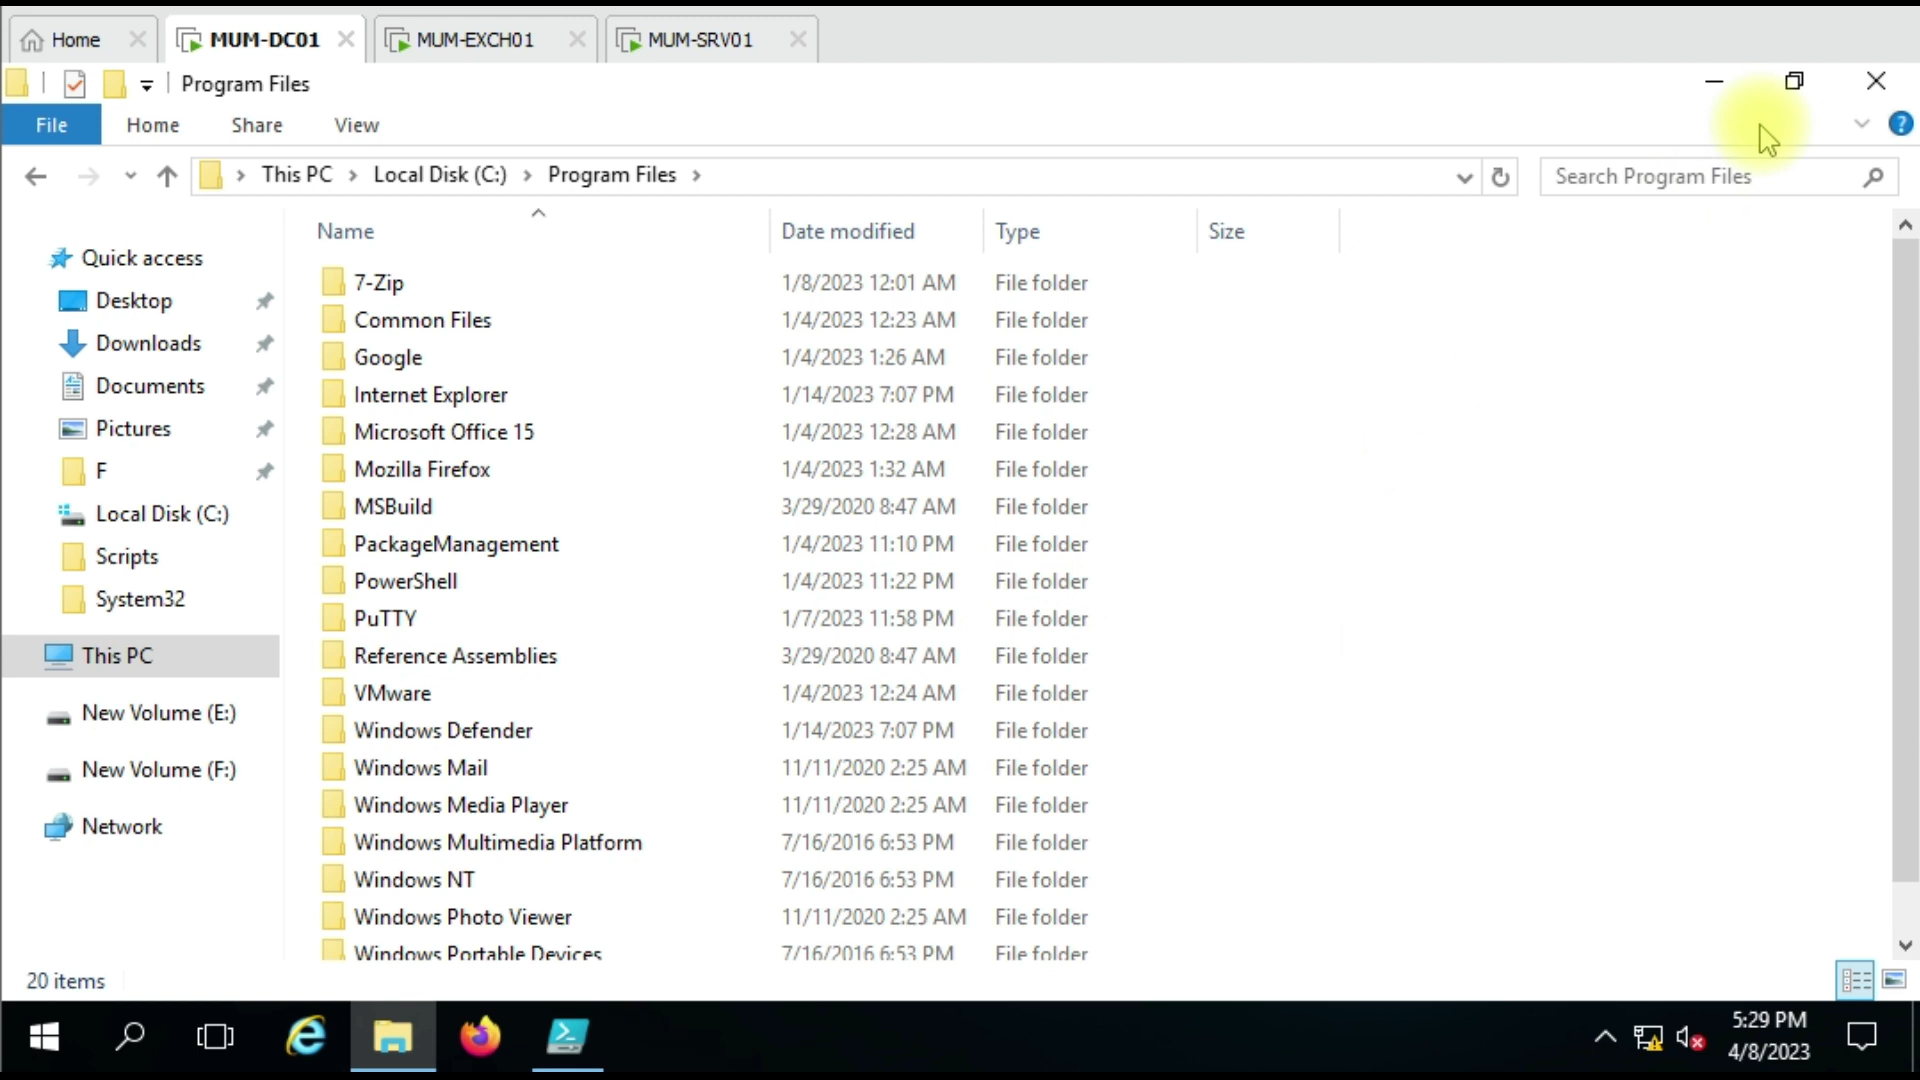 Home MUM-DC01 MUM-EXCH01 MUM-SRV01
Program Files
File Home Share View
This PC Local Disk (C:) Program Files Search Program Files
Name Date modified Type Size
Quick access
Desktop
Downloads
Documents
Pictures
F
Local Disk (C:)
Scripts
System32
This PC
New Volume (E:)
New Volume (F:)
Network
7-Zip 1/8/2023 12:01 AM File folder
Common Files 1/4/2023 12:23 AM File folder
Google 1/4/2023 1:26 AM File folder
Internet Explorer 1/14/2023 7:07 PM File folder
Microsoft Office 15 1/4/2023 12:28 AM File folder
Mozilla Firefox 1/4/2023 1:32 AM File folder
MSBuild 3/29/2020 8:47 AM File folder
PackageManagement 1/4/2023 11:10 PM File folder
PowerShell 1/4/2023 11:22 PM File folder
PuTTY 1/7/2023 11:58 PM File folder
Reference Assemblies 3/29/2020 8:47 AM File folder
VMware 1/4/2023 12:24 AM File folder
Windows Defender 1/14/2023 7:07 PM File folder
Windows Mail 11/11/2020 2:25 AM File folder
Windows Media Player 11/11/2020 2:25 AM File folder
Windows Multimedia Platform 7/16/2016 6:53 PM File folder
Windows NT 7/16/2016 6:53 PM File folder
Windows Photo Viewer 11/11/2020 2:25 AM File folder
Windows Portable Devices 7/16/2016 6:53 PM File folder
20 items
5:29 PM
4/8/2023